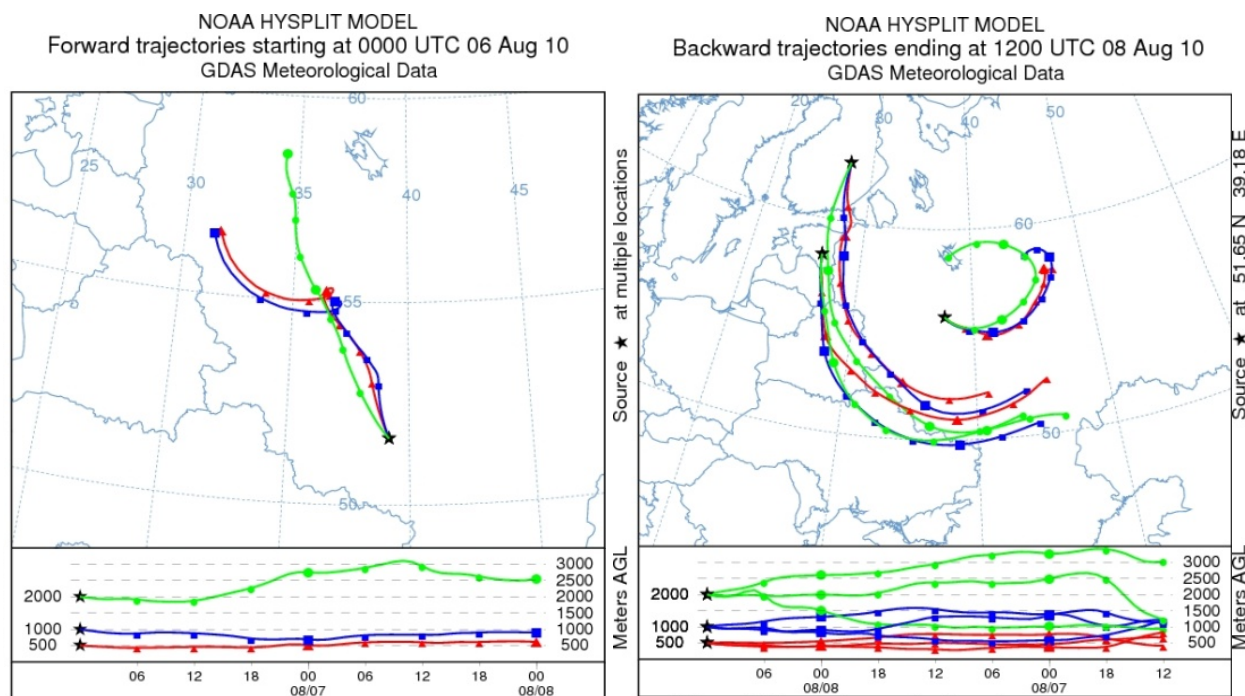 NOAA HYSPLIT MODEL
Forward trajectories starting at 0000 UTC 06 Aug 10
GDAS Meteorological Data
60
25
30
35
40
45
55
50
Source ★ at multiple locations
2000
1000
500
3000
2500
2000
1500
1000
500
Meters AGL
06 12 18 00 06 12 18 00
08/07 08/08
NOAA HYSPLIT MODEL
Backward trajectories ending at 1200 UTC 08 Aug 10
GDAS Meteorological Data
20
30
40
50
60
50
Source ★ at 51.65 N 39.18 E
2000
1000
500
3000
2500
2000
1500
1000
500
Meters AGL
06 00 18 12 06 00 18 12
08/08 08/07